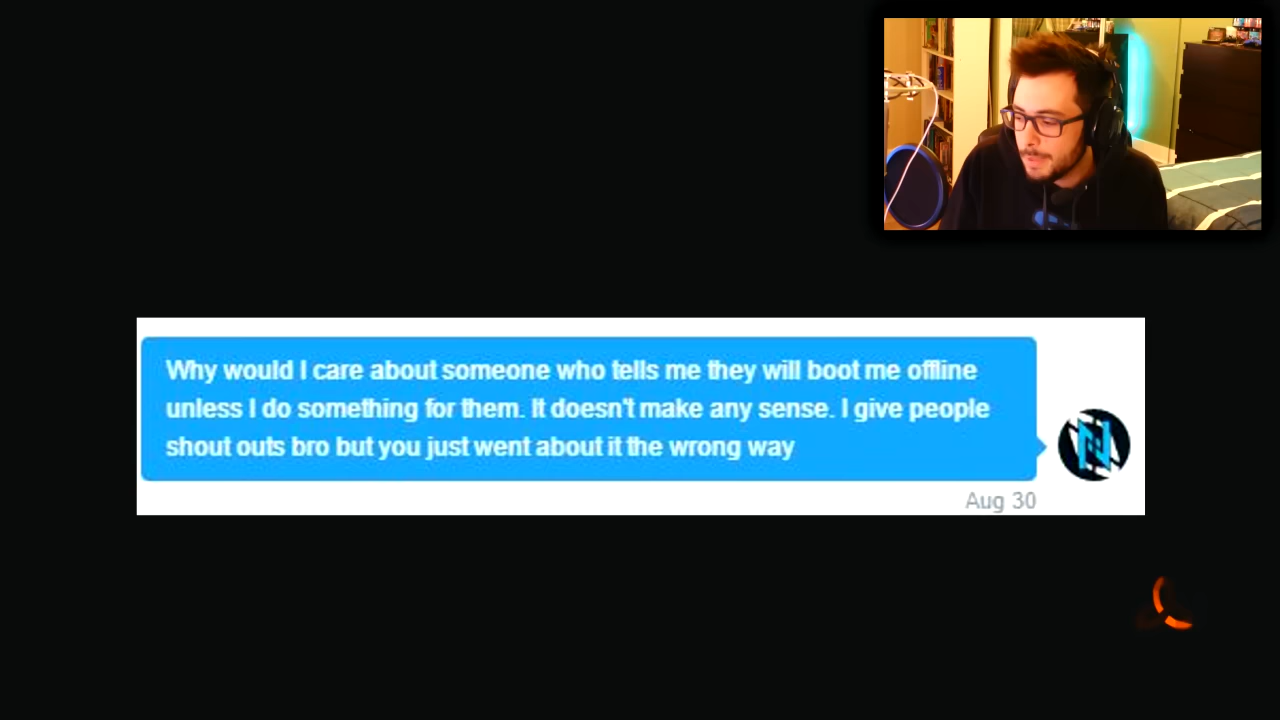 Why would I care about someone who tells me they will boot me offline
unless I do something for them. It doesn't make any sense. I give people
shout outs bro but you just went about it the wrong way
Aug 30